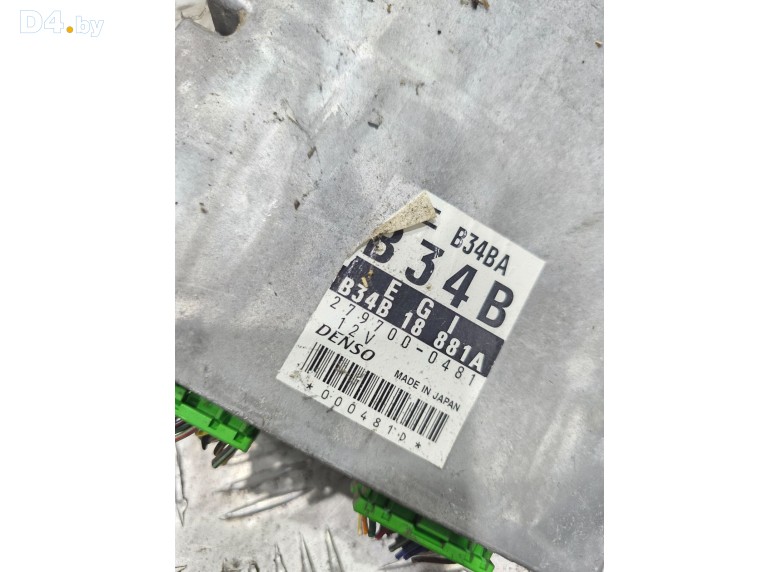 D4.by
E B34BA
B34B
EGI
B34B 18 881A
279700-0481
12V
DENSO
MADE IN JAPAN
*000481D*